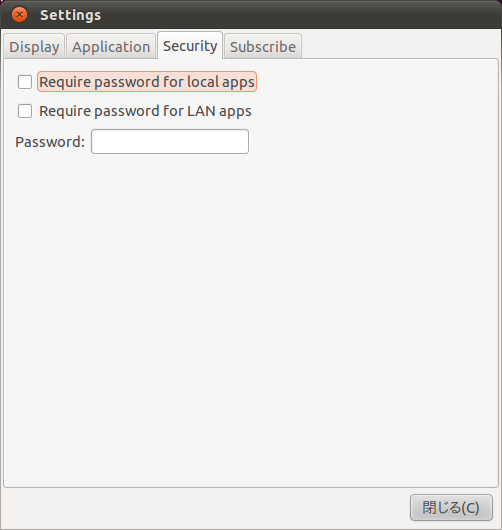 Settings
Display Application Security Subscribe
Require password for local apps
Require password for LAN apps
Password:
閉じる(C)